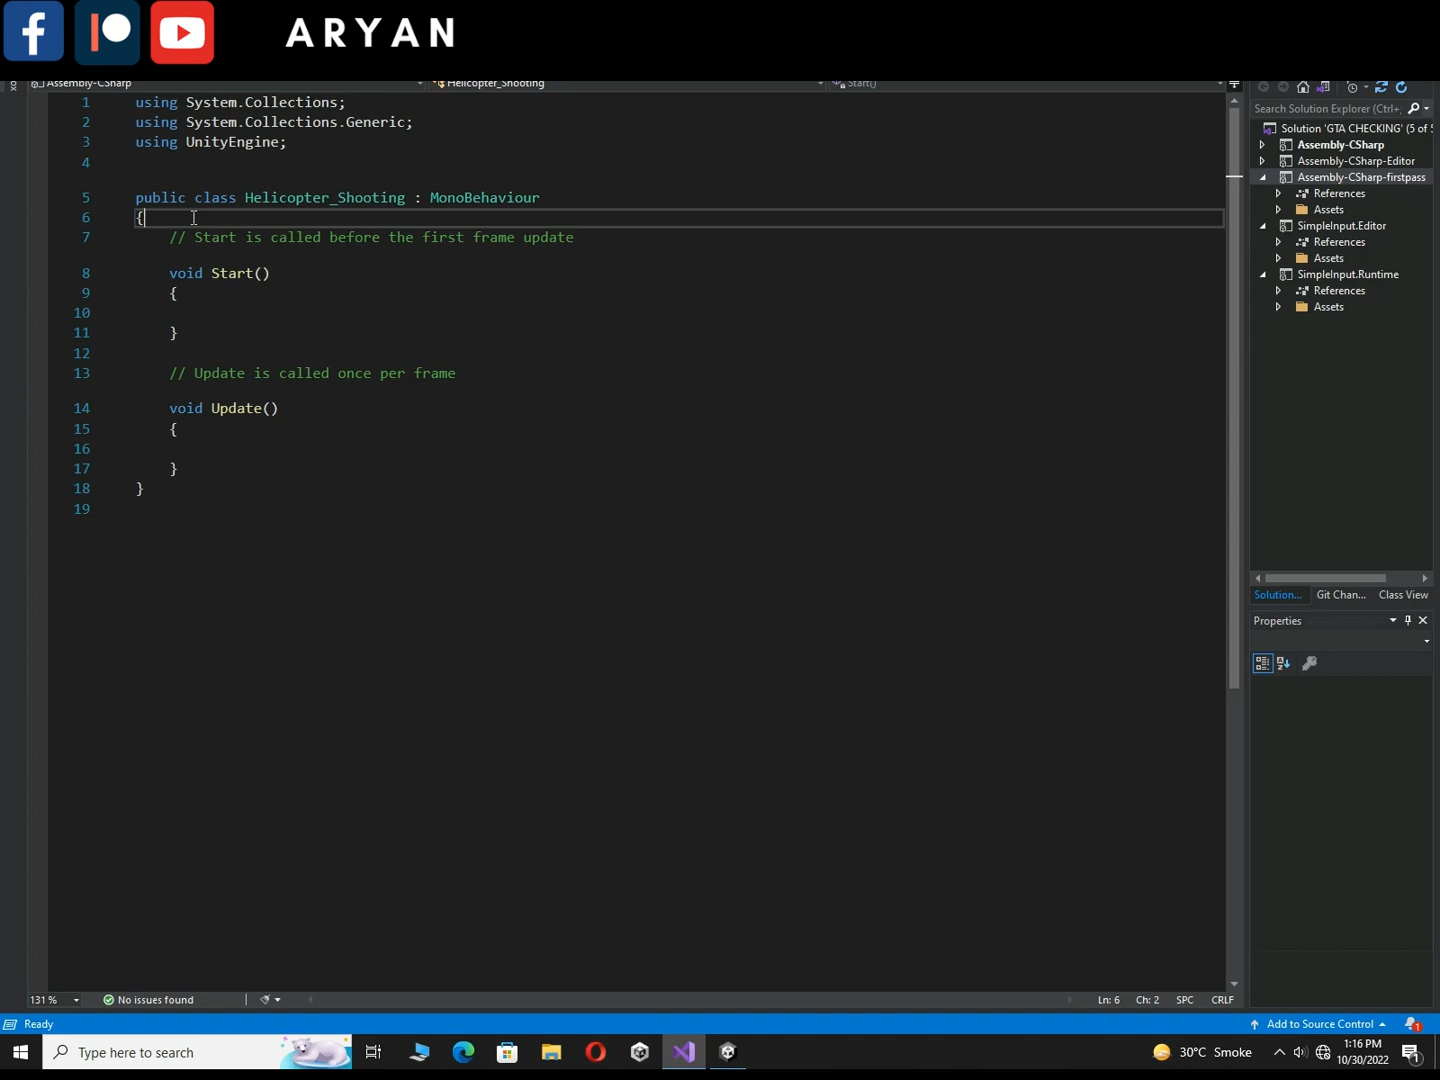 ARYAN
Assembly-CSharp
Helicopter_Shooting
Start()
1 using System.Collections;
2 using System.Collections.Generic;
3 using UnityEngine;
4
5 public class Helicopter_Shooting : MonoBehaviour
6 {
7 // Start is called before the first frame update
8 void Start()
9 {
10
11 }
12
13 // Update is called once per frame
14 void Update()
15 {
16
17 }
18 }
19
Search Solution Explorer (Ctrl+,
Solution 'GTA CHECKING' (5 of 5
Assembly-CSharp
Assembly-CSharp-Editor
Assembly-CSharp-firstpass
References
Assets
SimpleInput.Editor
References
Assets
SimpleInput.Runtime
References
Assets
Solution... Git Chan... Class View
Properties
131 % No issues found Ln: 6 Ch: 2 SPC CRLF
Ready Add to Source Control 1
Type here to search 30°C Smoke 1:16 PM
10/30/2022 1